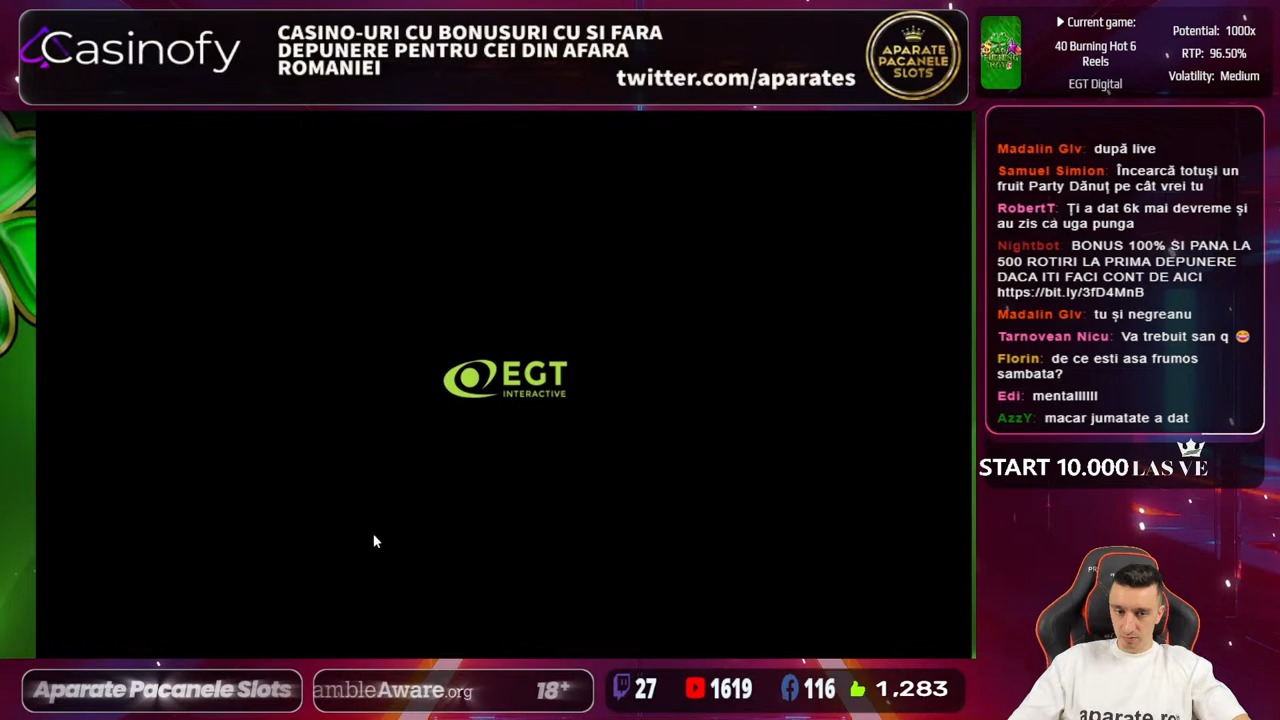 Casinofy
CASINO-URI CU BONUSURI CU SI FARA
DEPUNERE PENTRU CEI DIN AFARA
ROMANIEI
twitter.com/aparates
APARATE
PACANELE
SLOTS
Current game:
40 Burning Hot 6
Reels
EGT Digital
Potential: 1000x
RTP: 96.50%
Volatility: Medium
Madalin Glv: după live
Samuel Simion: Încearcă totuși un
fruit Party Dănuț pe cât vrei tu
RobertT: Ți a dat 6k mai devreme și
au zis că uga punga
Nightbot: BONUS 100% SI PANA LA
500 ROTIRI LA PRIMA DEPUNERE
DACA ITI FACI CONT DE AICI
https://bit.ly/3fD4MnB
Madalin Glv: tu și negreanu
Tarnovean Nicu: Va trebuit san q 😄
Florin: de ce esti asa frumos
sambata?
Edi: mentallllll
AzzY: macar jumatate a dat
EGT
INTERACTIVE
START 10.000 LAS VE
aparate.ro
Aparate Pacanele Slots
ambleAware.org
18+
27
1619
116
1,283